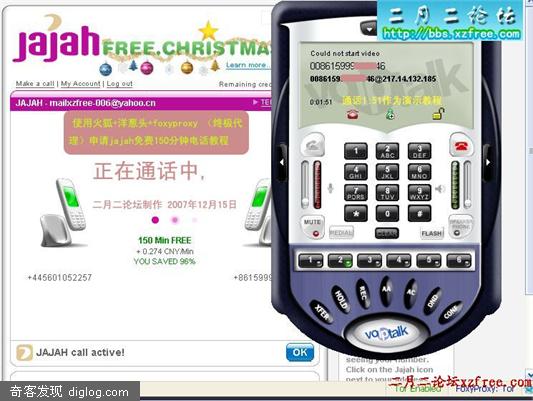 jajah FREE.CHRISTMA
Learn more..
Make a call | My Account | Log out
Remaining cre
JAJAH - mailxzfree-006@yahoo.cn
使用火狐+洋葱头+foxyproxy （终极代
理）申请jajah免费150分钟电话教程
正在通话中,
二月二论坛制作 2007年12月15日
150 Min FREE
+ 0.274 CNY/Min
YOU SAVED 96%
+445601052257
+8615999
JAJAH call active!
OK
二月二论坛
http://bbs.xzfree.com
Could not start video
0086159994 46
008615999 46@217.14.132.185
0:01:51 通话1:51作为演示教程
voiptalk
1
2 ABC
3 DEF
4 GHI
5 JKL
6 MNO
7 PQRS
8 TUV
9 WXYZ
* 0 #
MUTE
REDIAL
CLEAR
FLASH
SPEAKER PHONE
1 2 3 4 5 6
XFER HOLD REC AA AC DND CONF
voiptalk
seeing your number.
Click on the Jajah icon
next to your
二月二论坛xzfree.com
Tor Enabled
FoxyProxy: Tor
奇客发现 diglog.com